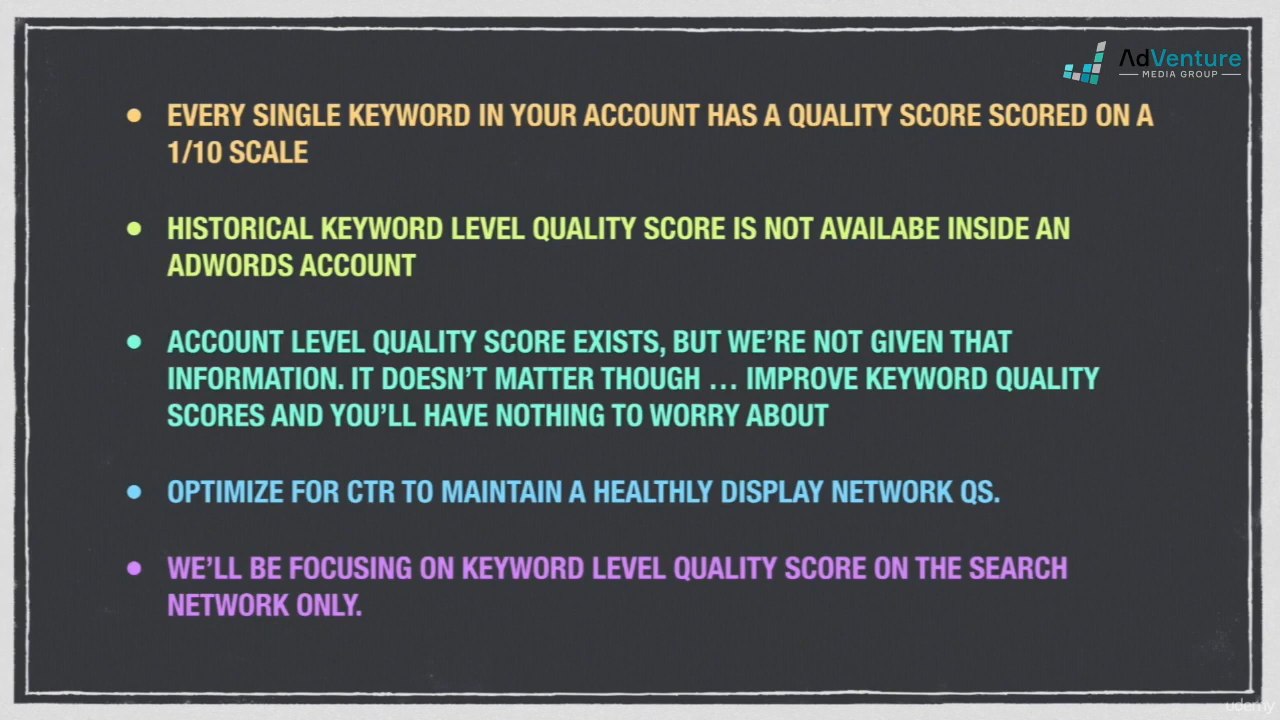 AdVenture
MEDIA GROUP
• EVERY SINGLE KEYWORD IN YOUR ACCOUNT HAS A QUALITY SCORE SCORED ON A
1/10 SCALE
• HISTORICAL KEYWORD LEVEL QUALITY SCORE IS NOT AVAILABE INSIDE AN
ADWORDS ACCOUNT
• ACCOUNT LEVEL QUALITY SCORE EXISTS, BUT WE’RE NOT GIVEN THAT
INFORMATION. IT DOESN’T MATTER THOUGH … IMPROVE KEYWORD QUALITY
SCORES AND YOU’LL HAVE NOTHING TO WORRY ABOUT
• OPTIMIZE FOR CTR TO MAINTAIN A HEALTHLY DISPLAY NETWORK QS.
• WE’LL BE FOCUSING ON KEYWORD LEVEL QUALITY SCORE ON THE SEARCH
NETWORK ONLY.
udemy